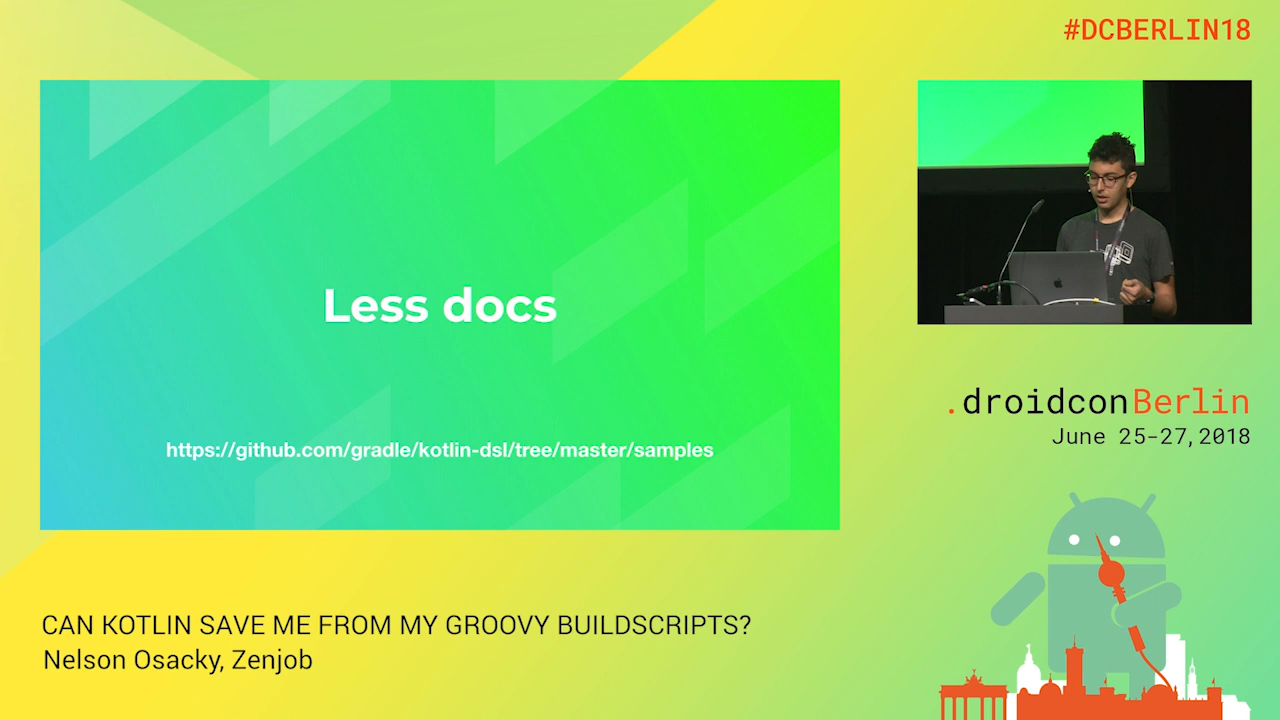 #DCBERLIN18
Less docs
https://github.com/gradle/kotlin-dsl/tree/master/samples
.droidconBerlin
June 25-27, 2018
CAN KOTLIN SAVE ME FROM MY GROOVY BUILDSCRIPTS?
Nelson Osacky, Zenjob